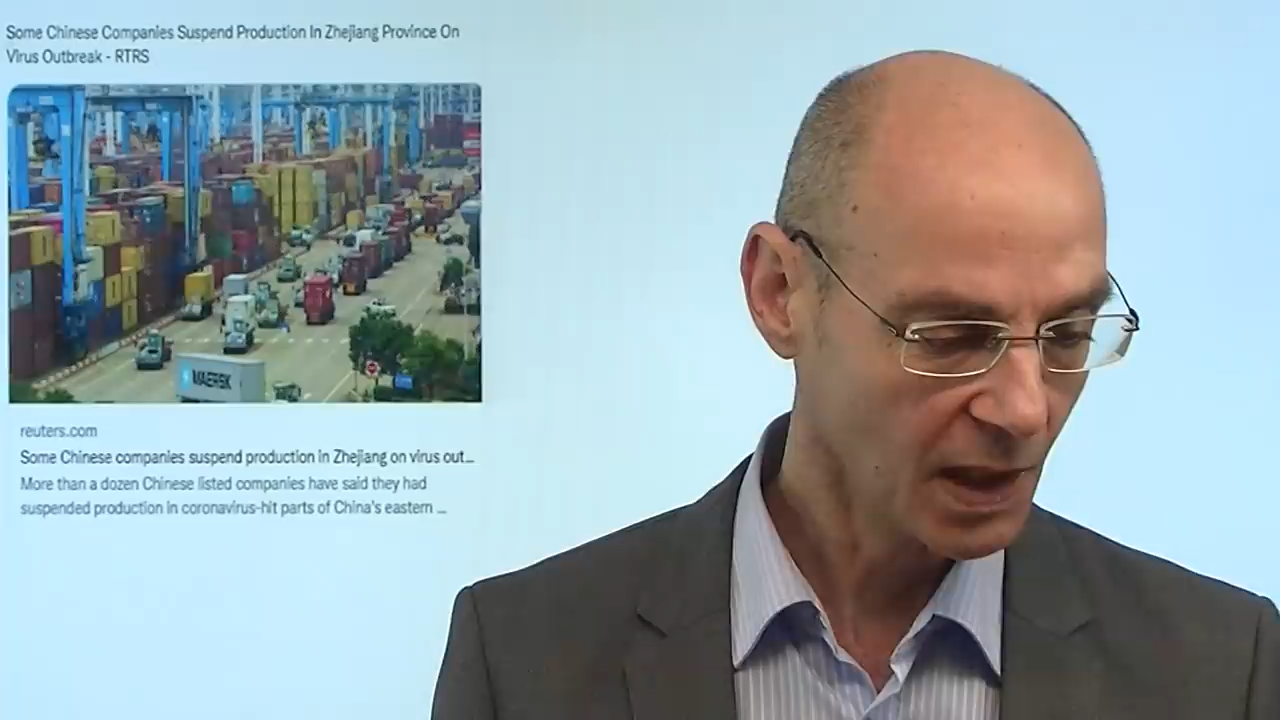 Some Chinese Companies Suspend Production In Zhejiang Province On
Virus Outbreak - RTRS
MAERSK
reuters.com
Some Chinese companies suspend production in Zhejiang on virus out...
More than a dozen Chinese listed companies have said they had
suspended production in coronavirus-hit parts of China's eastern ...